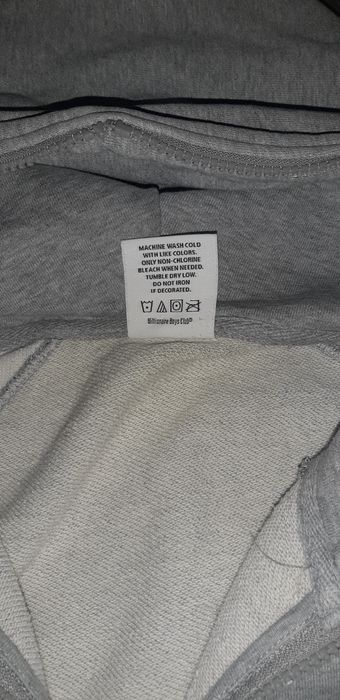 MACHINE WASH COLD
WITH LIKE COLORS.
ONLY NON-CHLORINE
BLEACH WHEN NEEDED.
TUMBLE DRY LOW.
DO NOT IRON
IF DECORATED.
Millionaire Boys Club